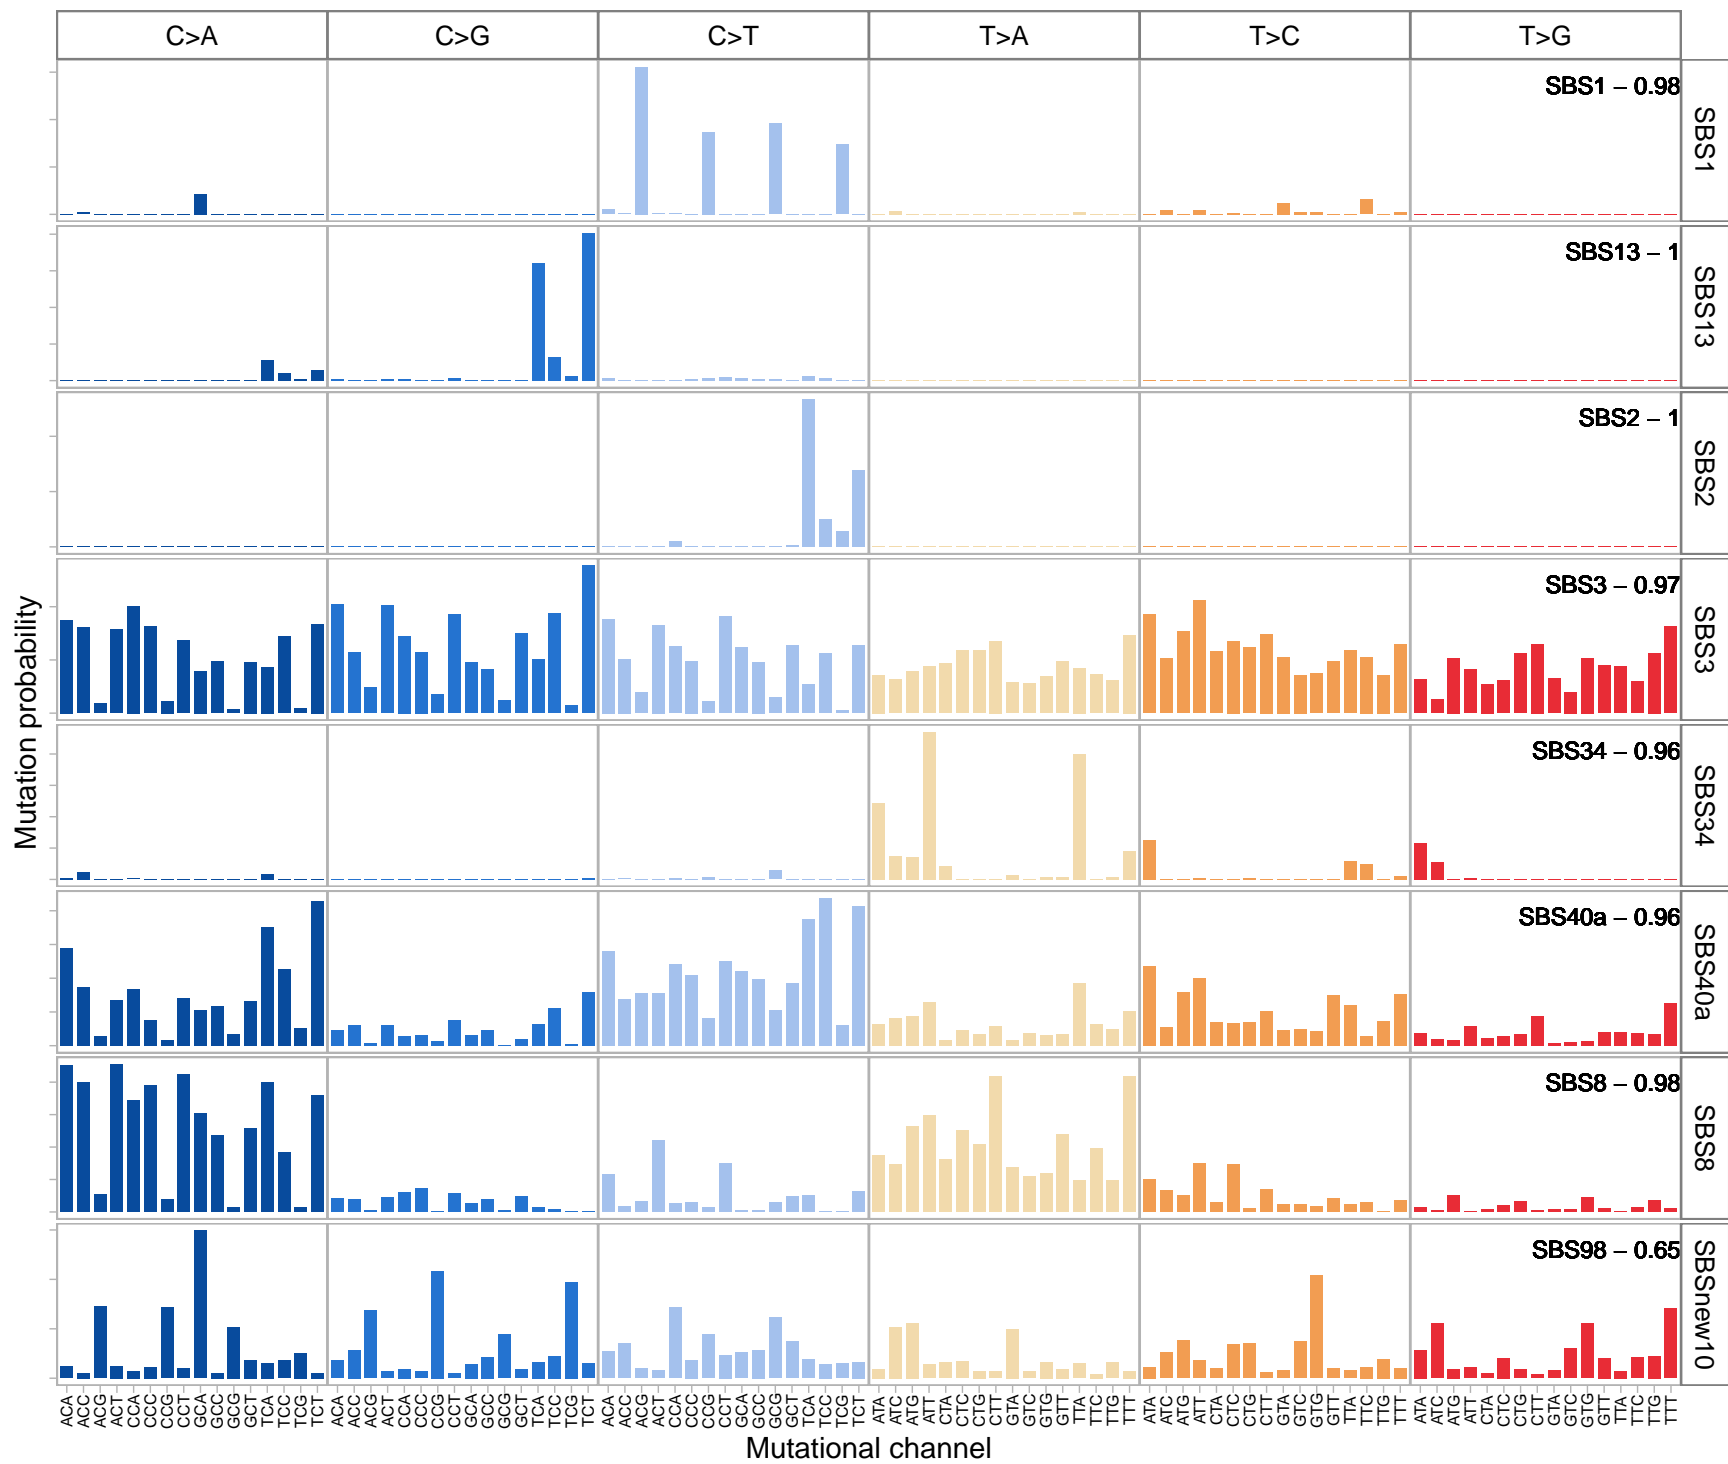 C>A C>G C>T T>A T>C T>G
SBS1 – 0.98
SBS1
SBS13 – 1
SBS13
SBS2 – 1
SBS2
SBS3 – 0.97
SBS3
SBS34 – 0.96
SBS34
SBS40a – 0.96
SBS40a
SBS8 – 0.98
SBS8
SBS98 – 0.65
SBSnew10
Mutation probability
ACA ACC ACG ACT CCA CCC CCG CCT GCA GCC GCG GCT TCA TCC TCG TCT ACA ACC ACG ACT CCA CCC CCG CCT GCA GCC GCG GCT TCA TCC TCG TCT ACA ACC ACG ACT CCA CCC CCG CCT GCA GCC GCG GCT TCA TCC TCG TCT ATA ATC ATG ATT CTA CTC CTG CTT GTA GTC GTG GTT TTA TTC TTG TTT ATA ATC ATG ATT CTA CTC CTG CTT GTA GTC GTG GTT TTA TTC TTG TTT ATA ATC ATG ATT CTA CTC CTG CTT GTA GTC GTG GTT TTA TTC TTG TTT
Mutational channel